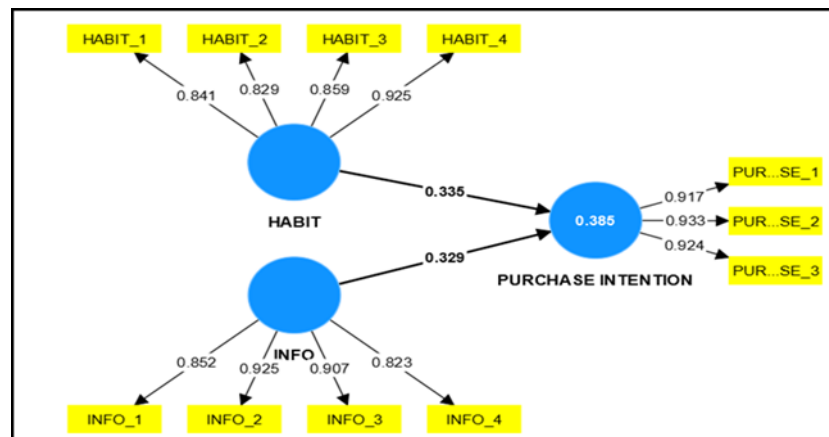 HABIT_1 HABIT_2 HABIT_3 HABIT_4
0.841 0.829 0.859 0.925
HABIT
0.335
0.385
PURCHASE INTENTION
0.917
0.933
0.924
PUR...SE_1
PUR...SE_2
PUR...SE_3
0.329
INFO
0.852 0.925 0.907 0.823
INFO_1 INFO_2 INFO_3 INFO_4